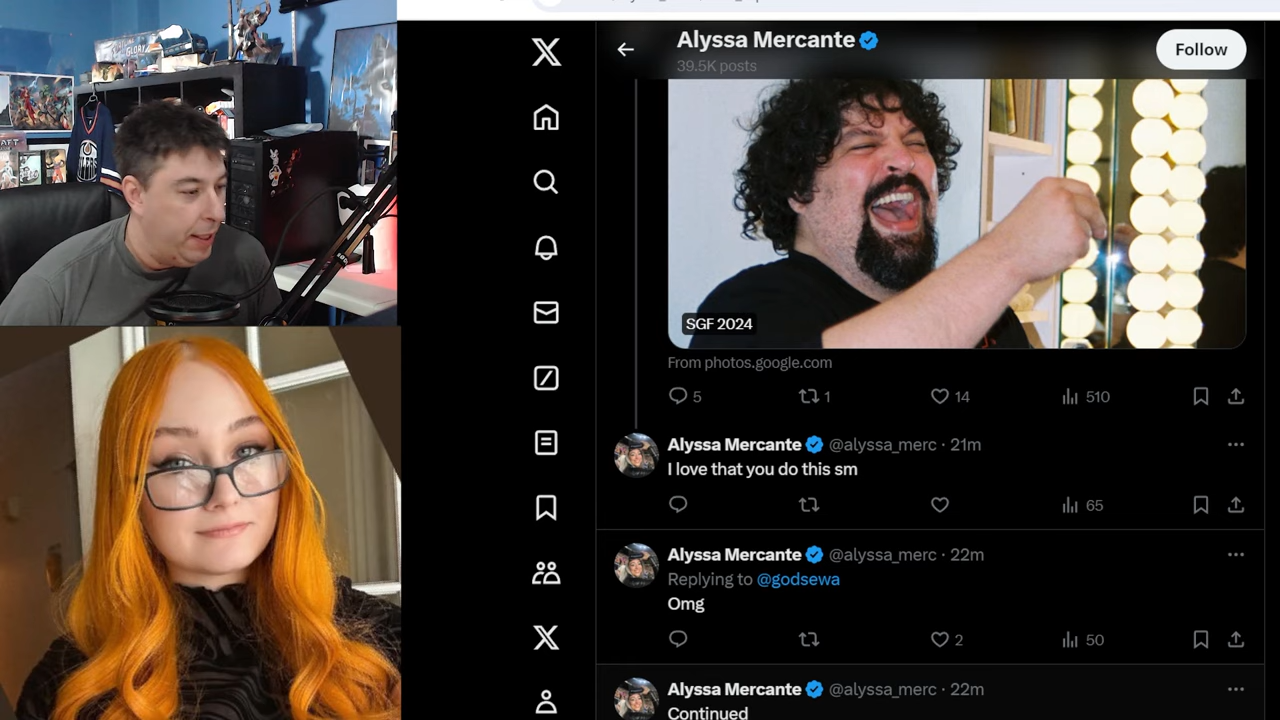 GLORY
Alyssa Mercante
39.5K posts
Follow
SGF 2024
From photos.google.com
5
1
14
510
Alyssa Mercante @alyssa_merc · 21m
I love that you do this sm
65
Alyssa Mercante @alyssa_merc · 22m
Replying to @godsewa
Omg
2
50
Alyssa Mercante @alyssa_merc · 22m
Continued